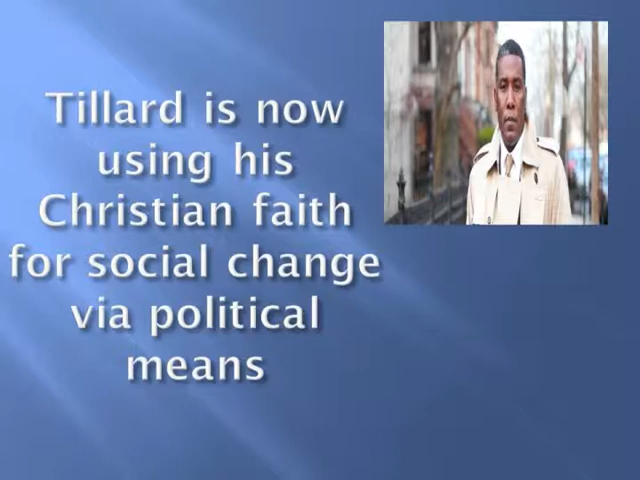 Tillard is now
using his
Christian faith
for social change
via political
means